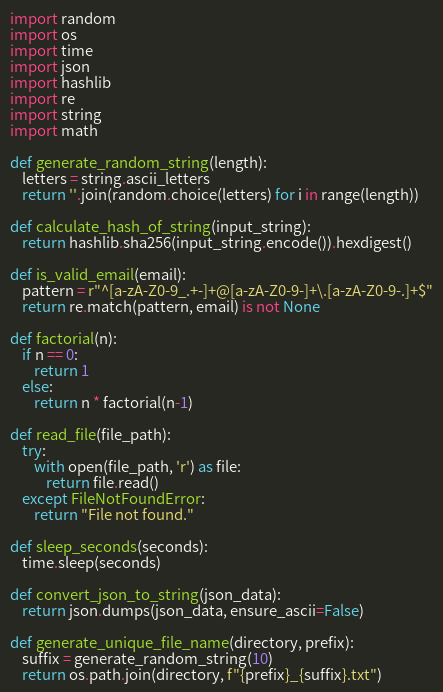 import random
import os
import time
import json
import hashlib
import re
import string
import math

def generate_random_string(length):
    letters = string.ascii_letters
    return ''.join(random.choice(letters) for i in range(length))

def calculate_hash_of_string(input_string):
    return hashlib.sha256(input_string.encode()).hexdigest()

def is_valid_email(email):
    pattern = r"^[a-zA-Z0-9_.+-]+@[a-zA-Z0-9-]+\.[a-zA-Z0-9-.]+$"
    return re.match(pattern, email) is not None

def factorial(n):
    if n == 0:
        return 1
    else:
        return n * factorial(n-1)

def read_file(file_path):
    try:
        with open(file_path, 'r') as file:
            return file.read()
    except FileNotFoundError:
        return "File not found."

def sleep_seconds(seconds):
    time.sleep(seconds)

def convert_json_to_string(json_data):
    return json.dumps(json_data, ensure_ascii=False)

def generate_unique_file_name(directory, prefix):
    suffix = generate_random_string(10)
    return os.path.join(directory, f"{prefix}_{suffix}.txt")